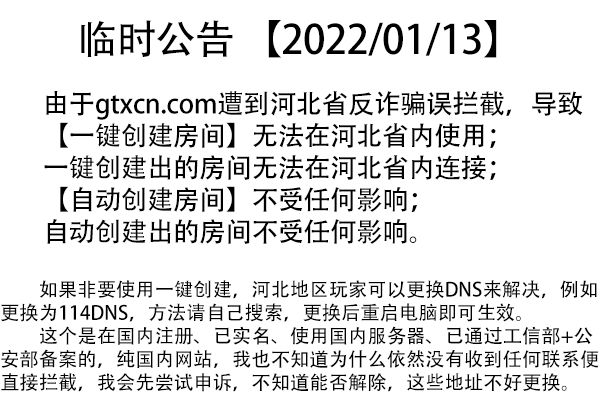 临时公告 【2022/01/13】
由于gtxcn.com遭到河北省反诈骗误拦截，导致
【一键创建房间】无法在河北省内使用；
一键创建出的房间无法在河北省内连接；
【自动创建房间】不受任何影响；
自动创建出的房间不受任何影响。
如果非要使用一键创建，河北地区玩家可以更换DNS来解决，例如
更换为114DNS，方法请自己搜索，更换后重启电脑即可生效。
这个是在国内注册、已实名、使用国内服务器、已通过工信部+公
安部备案的，纯国内网站，我也不知道为什么依然没有收到任何联系便
直接拦截，我会先尝试申诉，不知道能否解除，这些地址不好更换。